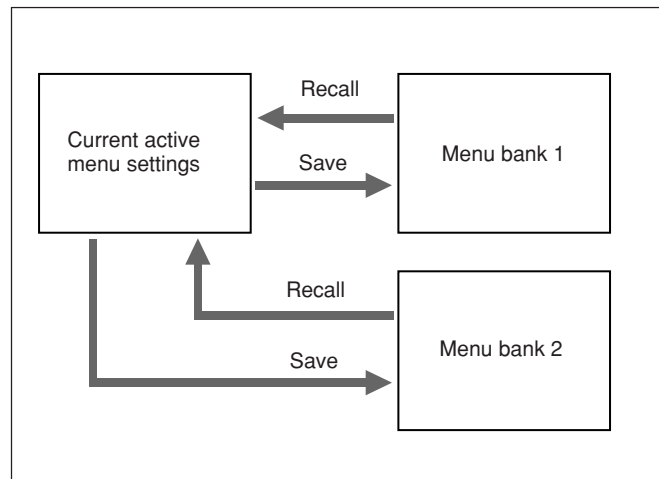 Recall
Current active
menu settings
Menu bank 1
Save
Recall
Menu bank 2
Save